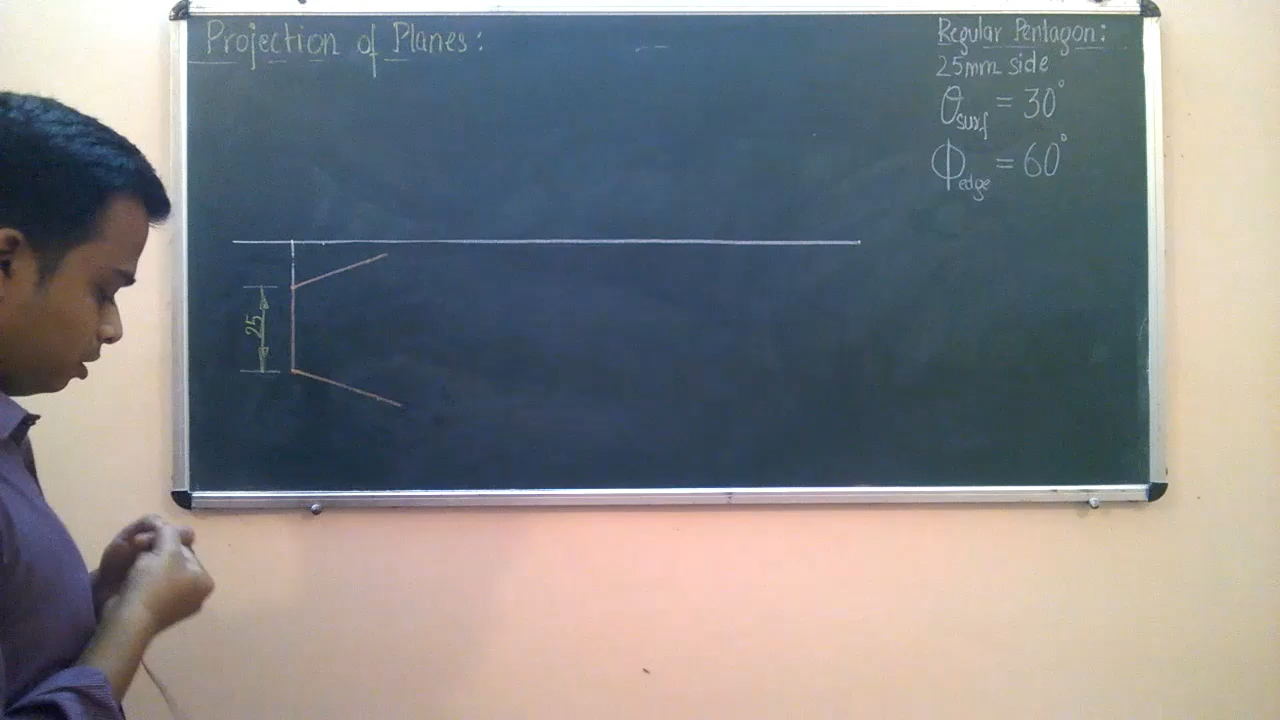 Projection of Planes:
Regular Pentagon:
25mm side
θsurf = 30°
Φedge = 60°
25